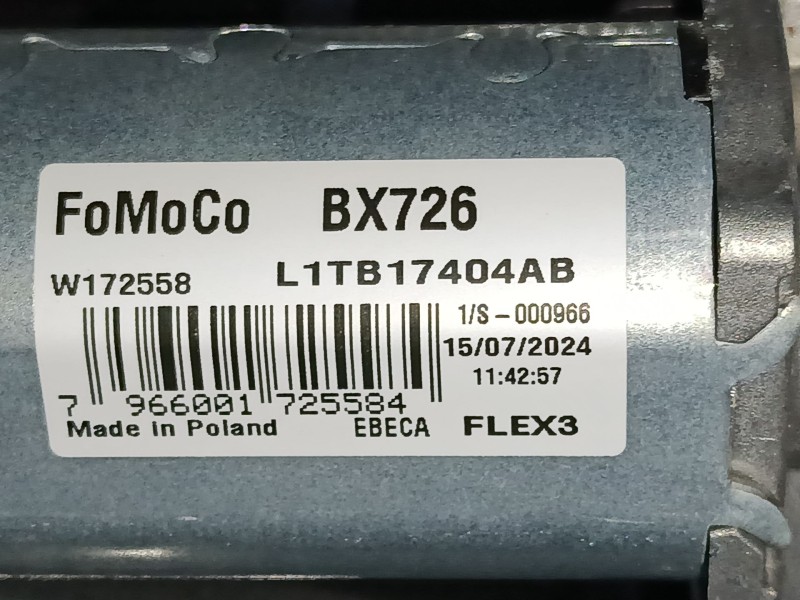 FoMoCo BX726
W172558 L1TB17404AB
1/S-000966
15/07/2024
11:42:57
7 966001 725584
Made in Poland EBECA FLEX3